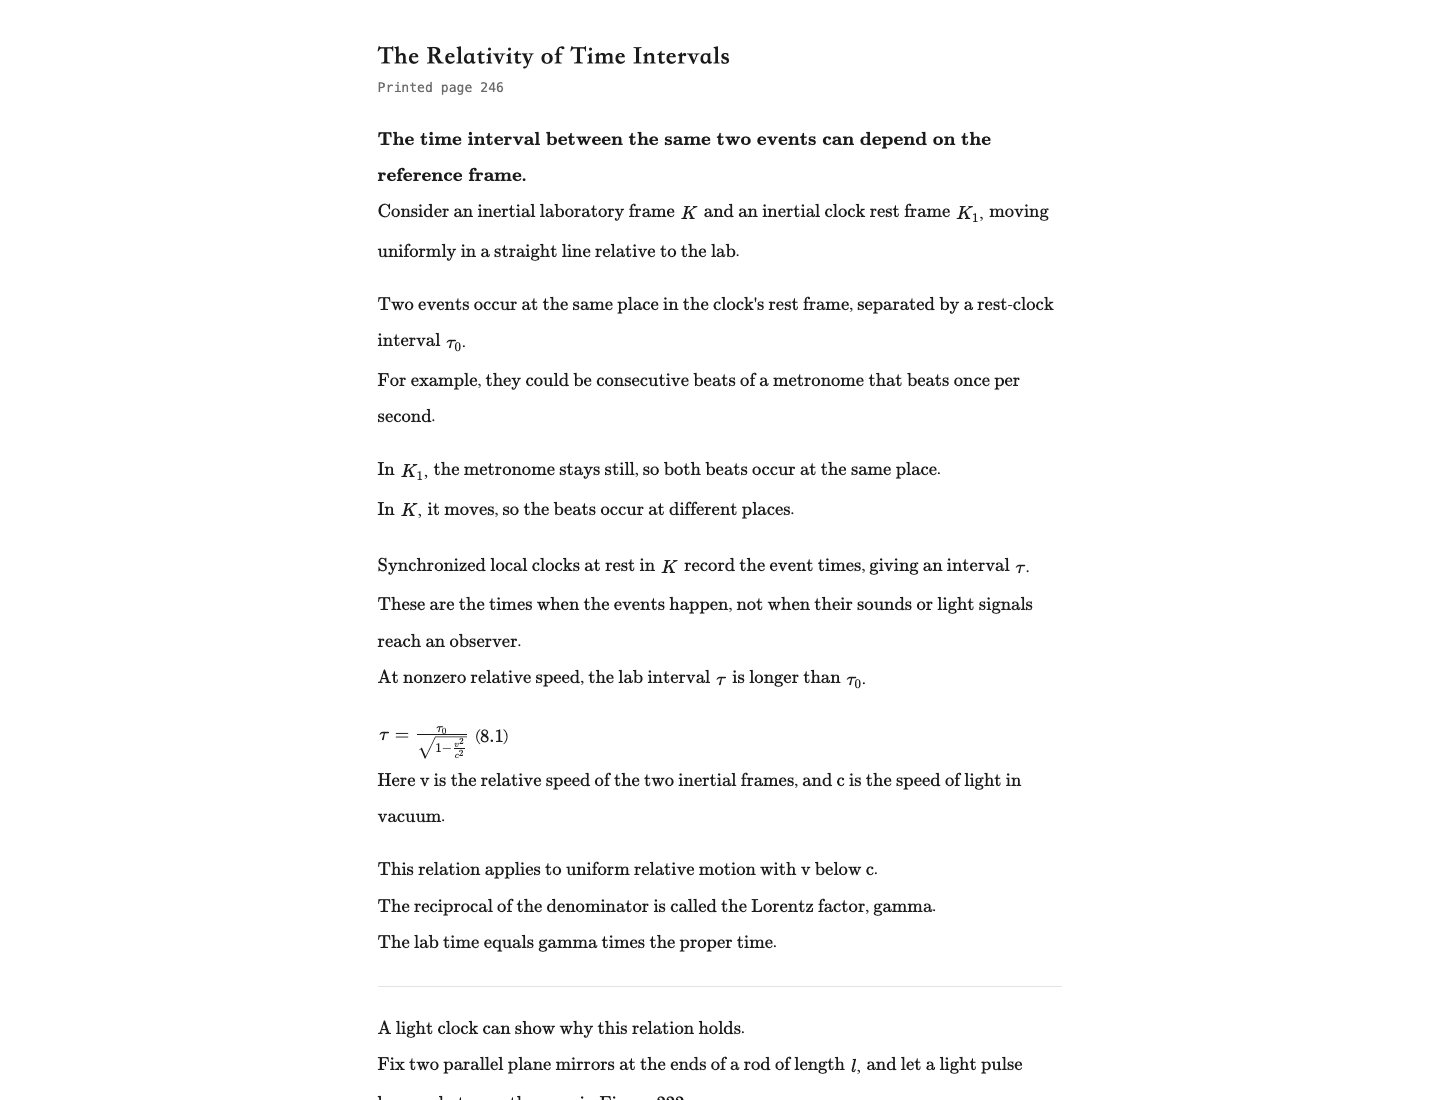 The Relativity of Time Intervals
Printed page 246
The time interval between the same two events can depend on the
reference frame.
Consider an inertial laboratory frame K and an inertial clock rest frame K₁, moving
uniformly in a straight line relative to the lab.
Two events occur at the same place in the clock's rest frame, separated by a rest-clock
interval τ₀.
For example, they could be consecutive beats of a metronome that beats once per
second.
In K₁, the metronome stays still, so both beats occur at the same place.
In K, it moves, so the beats occur at different places.
Synchronized local clocks at rest in K record the event times, giving an interval τ.
These are the times when the events happen, not when their sounds or light signals
reach an observer.
At nonzero relative speed, the lab interval τ is longer than τ₀.
τ = τ₀ / √(1−v²/c²) (8.1)
Here v is the relative speed of the two inertial frames, and c is the speed of light in
vacuum.
This relation applies to uniform relative motion with v below c.
The reciprocal of the denominator is called the Lorentz factor, gamma.
The lab time equals gamma times the proper time.
A light clock can show why this relation holds.
Fix two parallel plane mirrors at the ends of a rod of length l, and let a light pulse